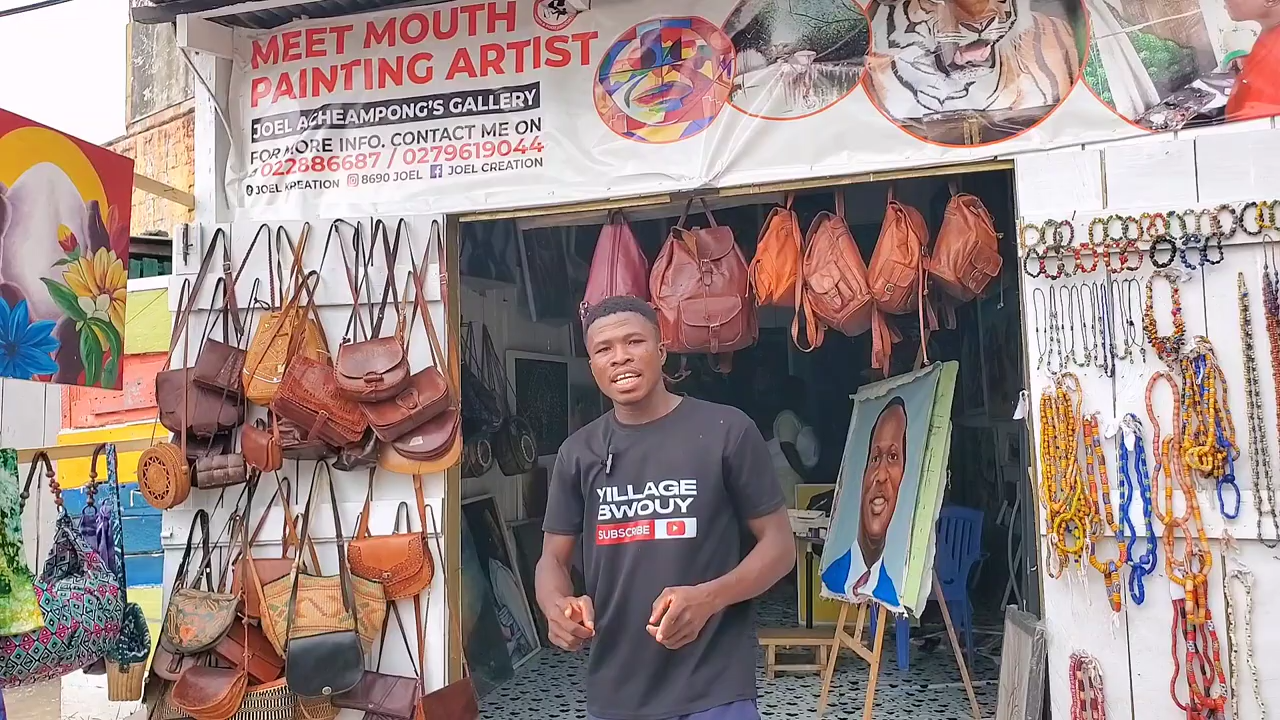 MEET MOUTH
PAINTING ARTIST
JOEL ACHEAMPONG'S GALLERY
FOR MORE INFO. CONTACT ME ON
022886687 / 0279619044
JOEL KREATION 8690 JOEL JOEL CREATION
VILLAGE
BWOUY
SUBSCRIBE